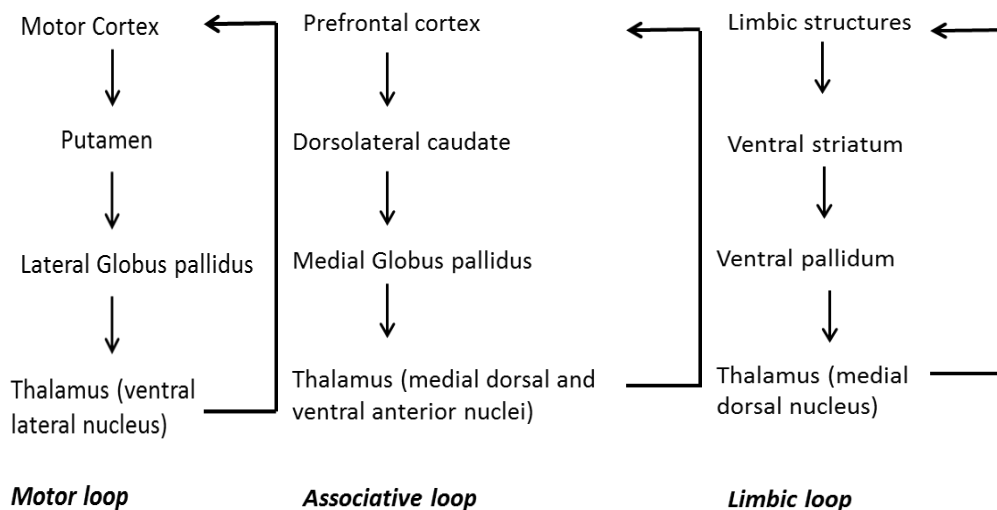 Motor Cortex
Putamen
Lateral Globus pallidus
Thalamus (ventral
lateral nucleus)
Motor loop
Prefrontal cortex
Dorsolateral caudate
Medial Globus pallidus
Thalamus (medial dorsal and
ventral anterior nuclei)
Associative loop
Limbic structures
Ventral striatum
Ventral pallidum
Thalamus (medial
dorsal nucleus)
Limbic loop